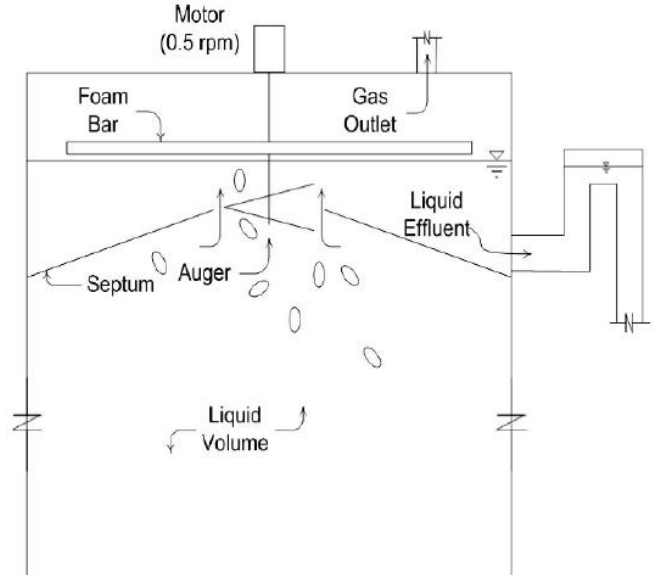 Motor
(0.5 rpm)
Foam
Bar
Gas
Outlet
Liquid
Effluent
Septum
Auger
Liquid
Volume